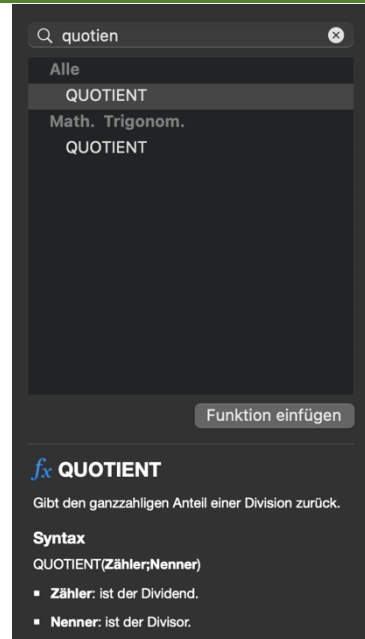 quotien
Alle
QUOTIENT
Math. Trigonom.
QUOTIENT
Funktion einfügen
fx QUOTIENT
Gibt den ganzzahligen Anteil einer Division zurück.
Syntax
QUOTIENT(Zähler;Nenner)
▪ Zähler: ist der Dividend.
▪ Nenner: ist der Divisor.